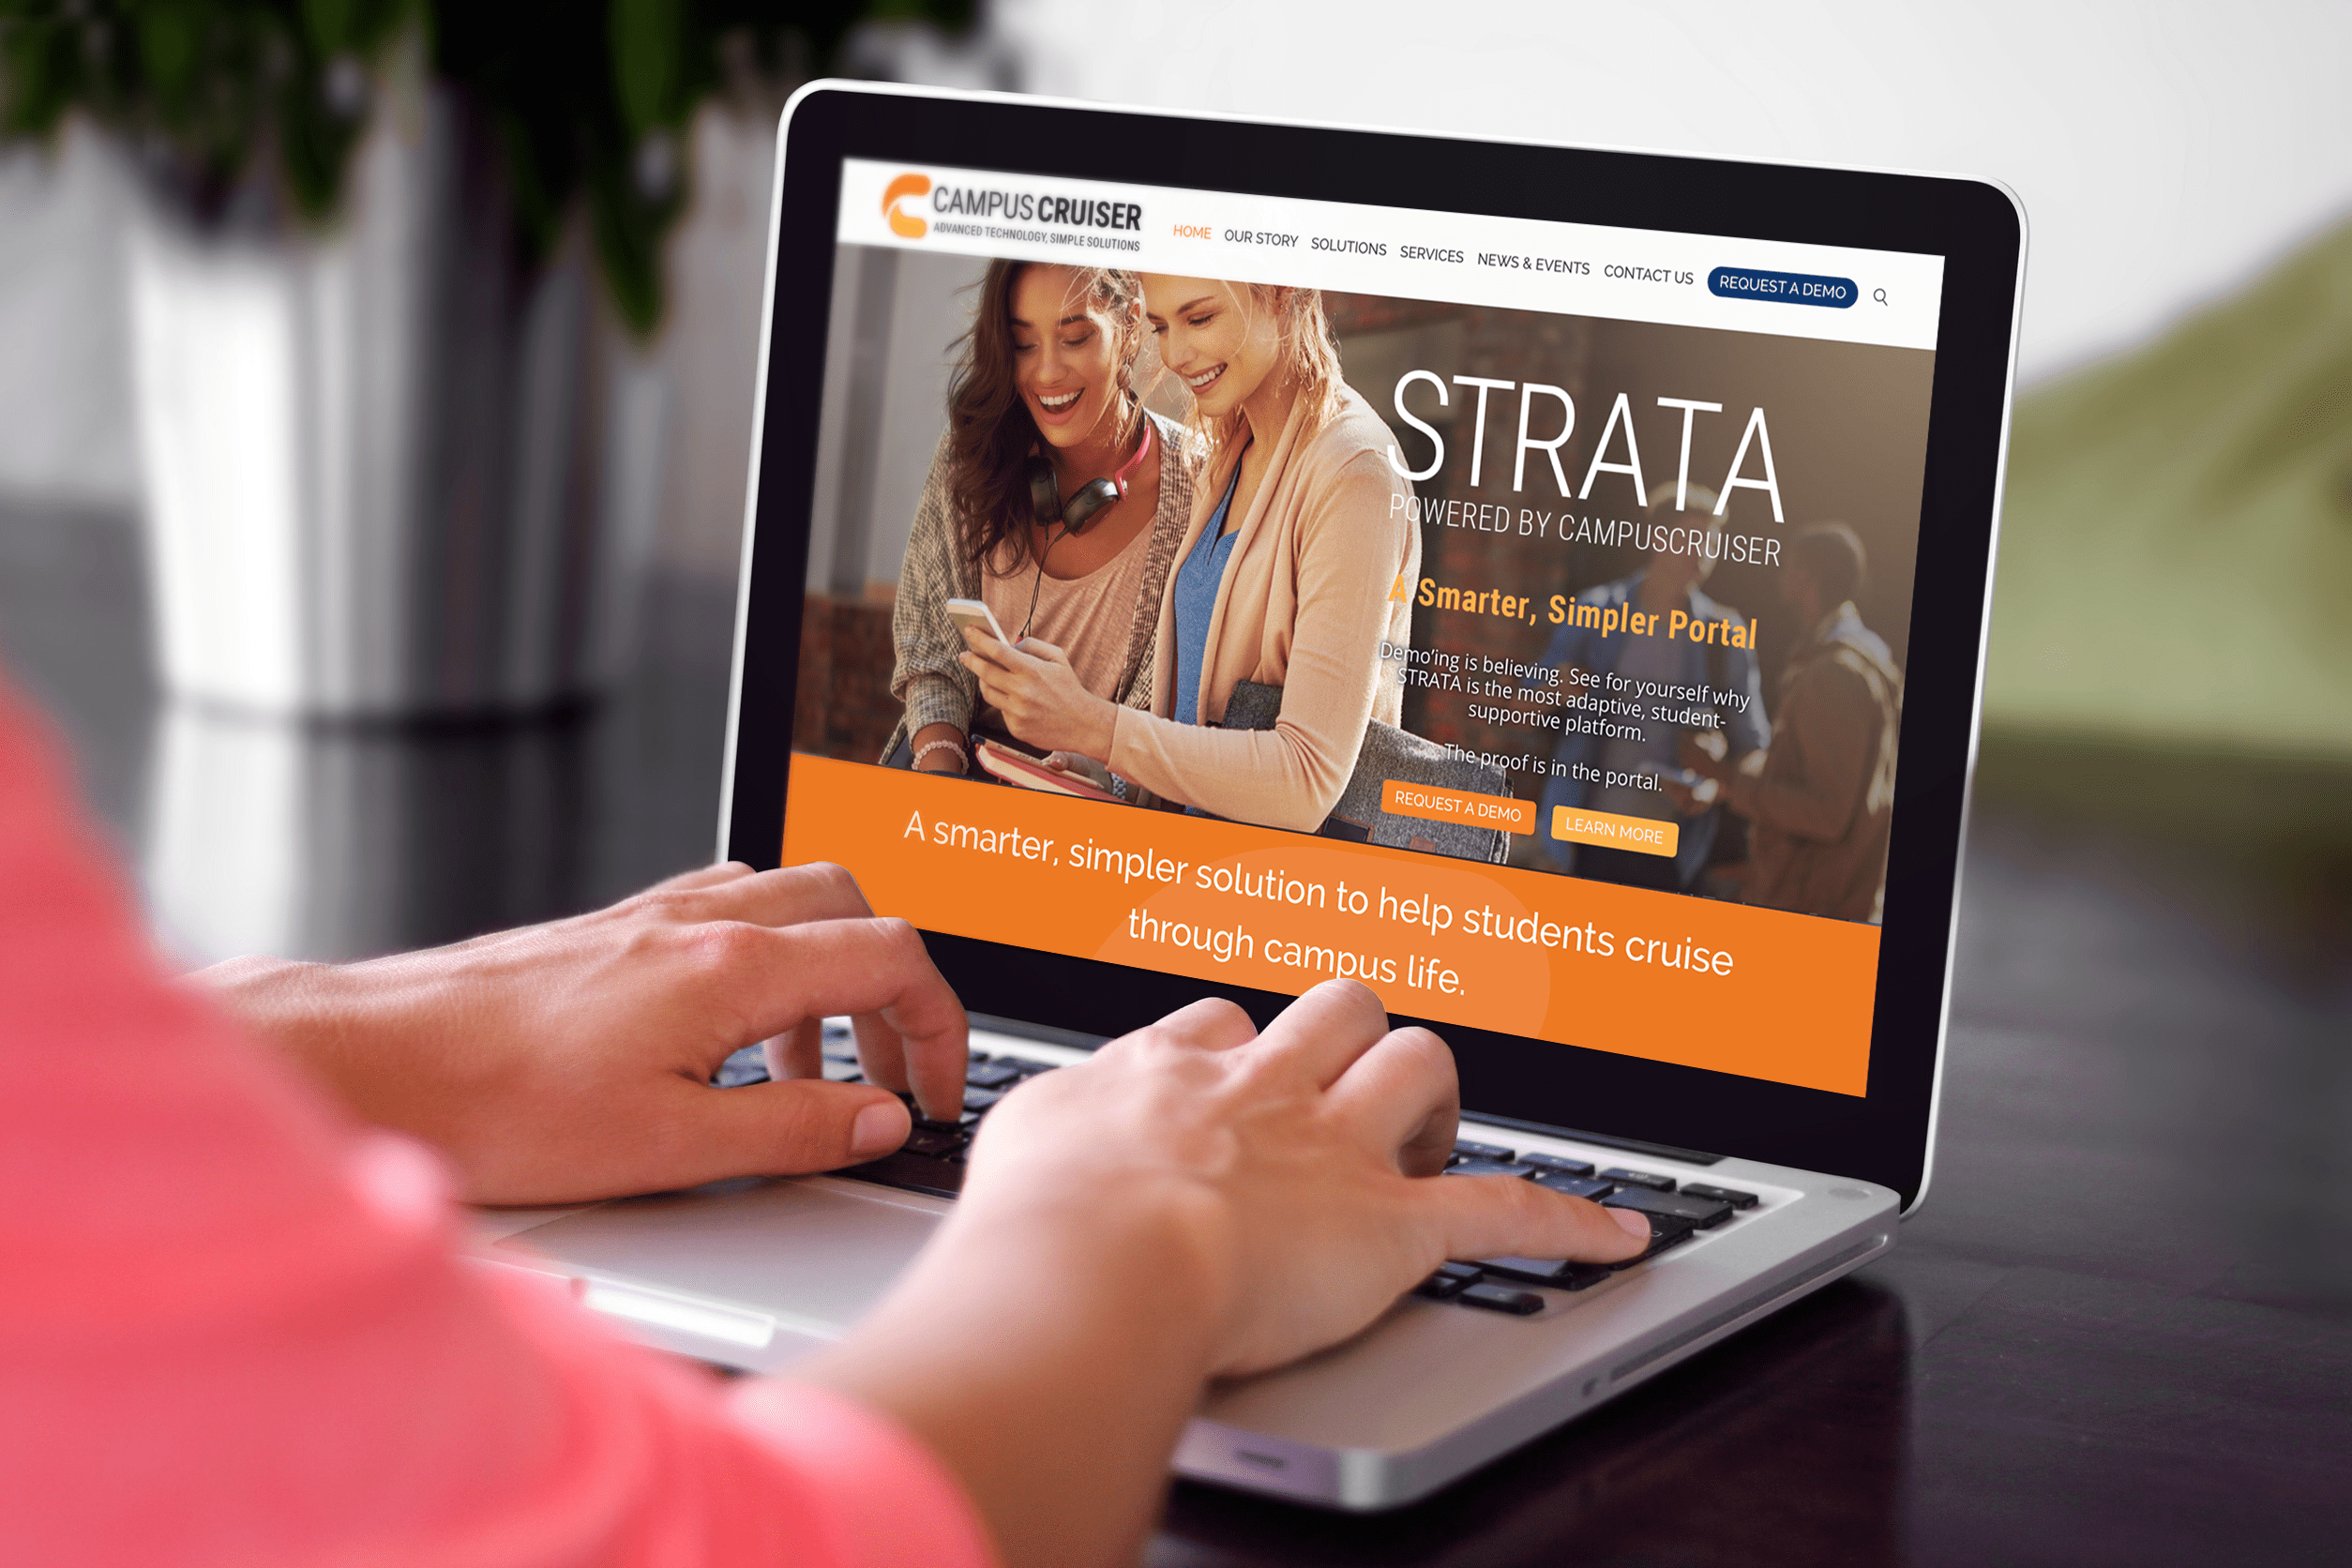 CAMPUS CRUISER
ADVANCED TECHNOLOGY, SIMPLE SOLUTIONS
HOME OUR STORY SOLUTIONS SERVICES NEWS & EVENTS CONTACT US REQUEST A DEMO
STRATA
POWERED BY CAMPUSCRUISER
A Smarter, Simpler Portal
Demo'ing is believing. See for yourself why
STRATA is the most adaptive, student-
supportive platform.
The proof is in the portal.
REQUEST A DEMO LEARN MORE
A smarter, simpler solution to help students cruise
through campus life.